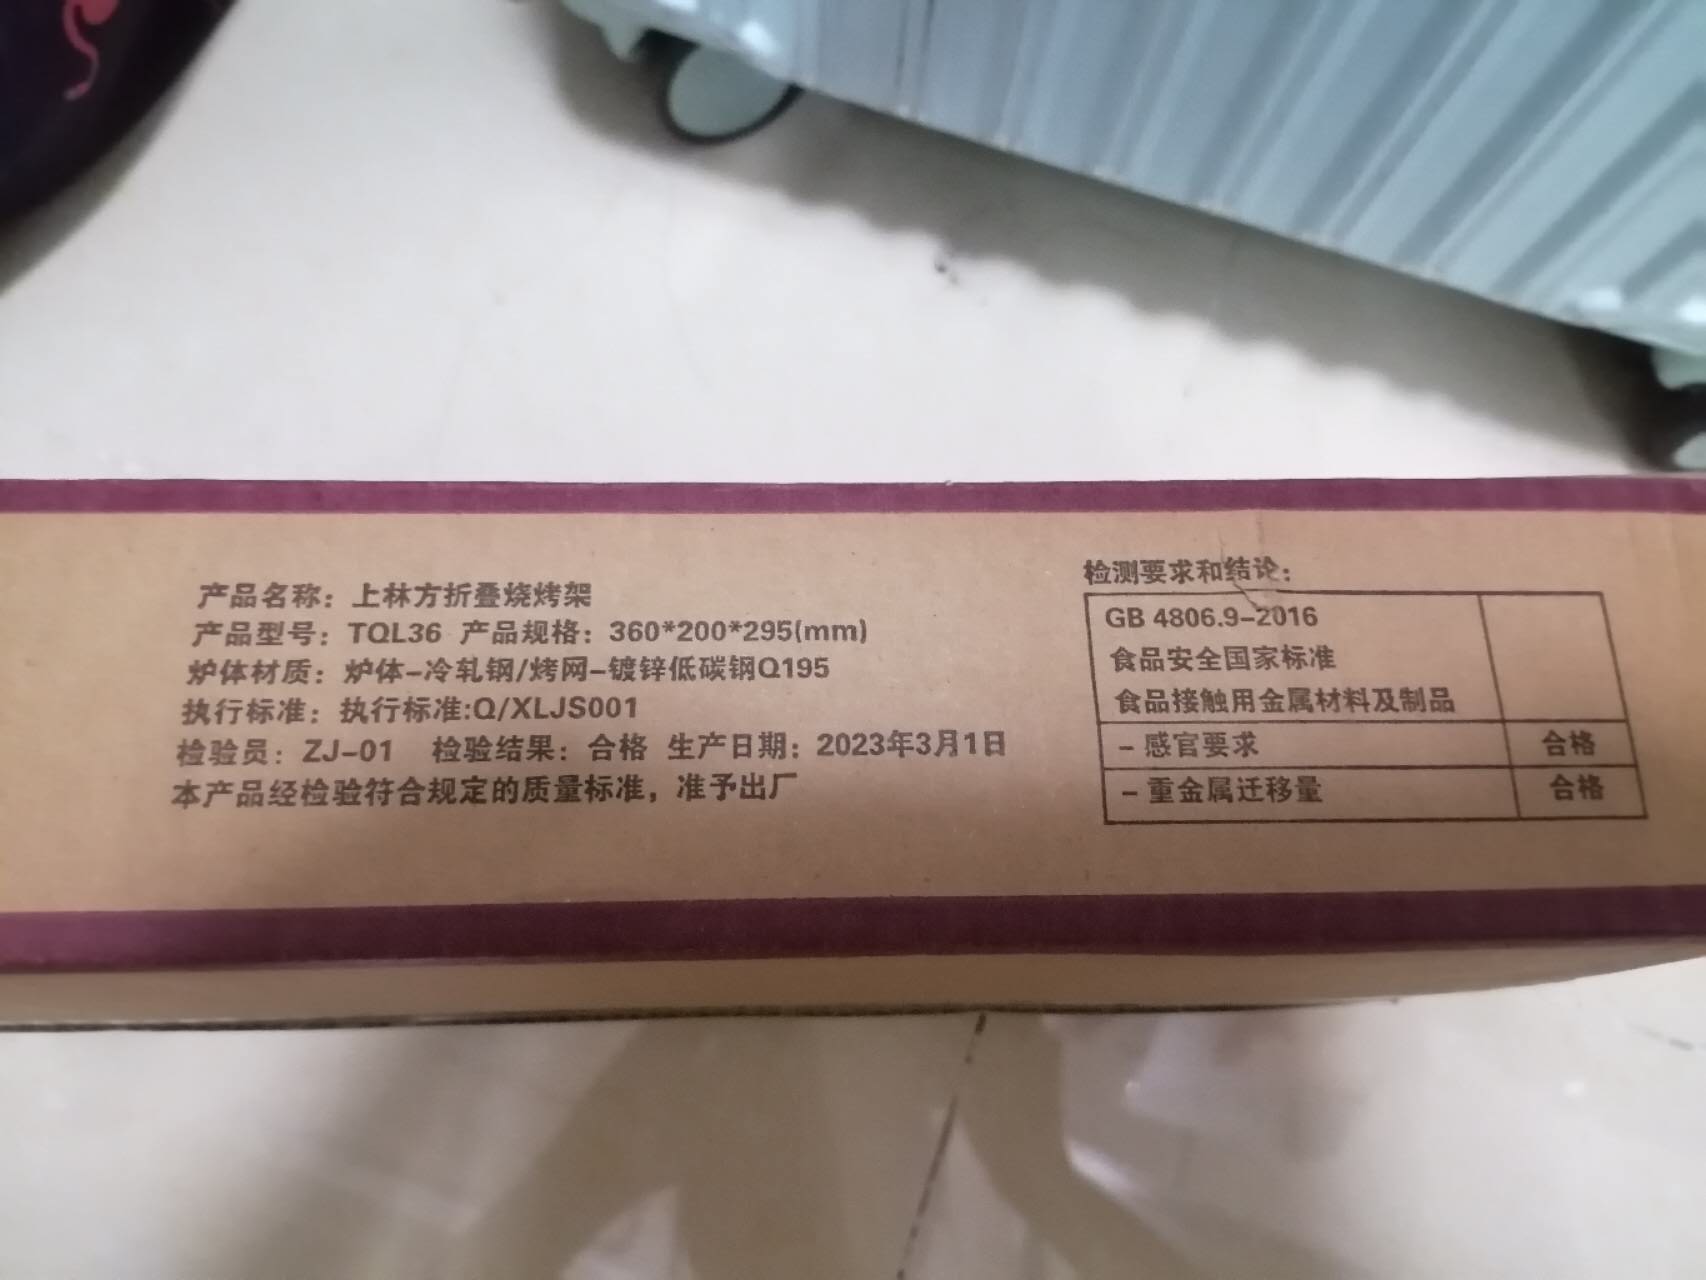 产品名称：上林方折叠烧烤架
产品型号：TQL36 产品规格：360*200*295(mm)
炉体材质：炉体-冷轧钢/烤网-镀锌低碳钢Q195
执行标准：执行标准:Q/XLJS001
检验员：ZJ-01 检验结果：合格 生产日期：2023年3月1日
本产品经检验符合规定的质量标准，准予出厂
检测要求和结论：
GB 4806.9-2016
食品安全国家标准
食品接触用金属材料及制品
- 感官要求 合格
- 重金属迁移量 合格